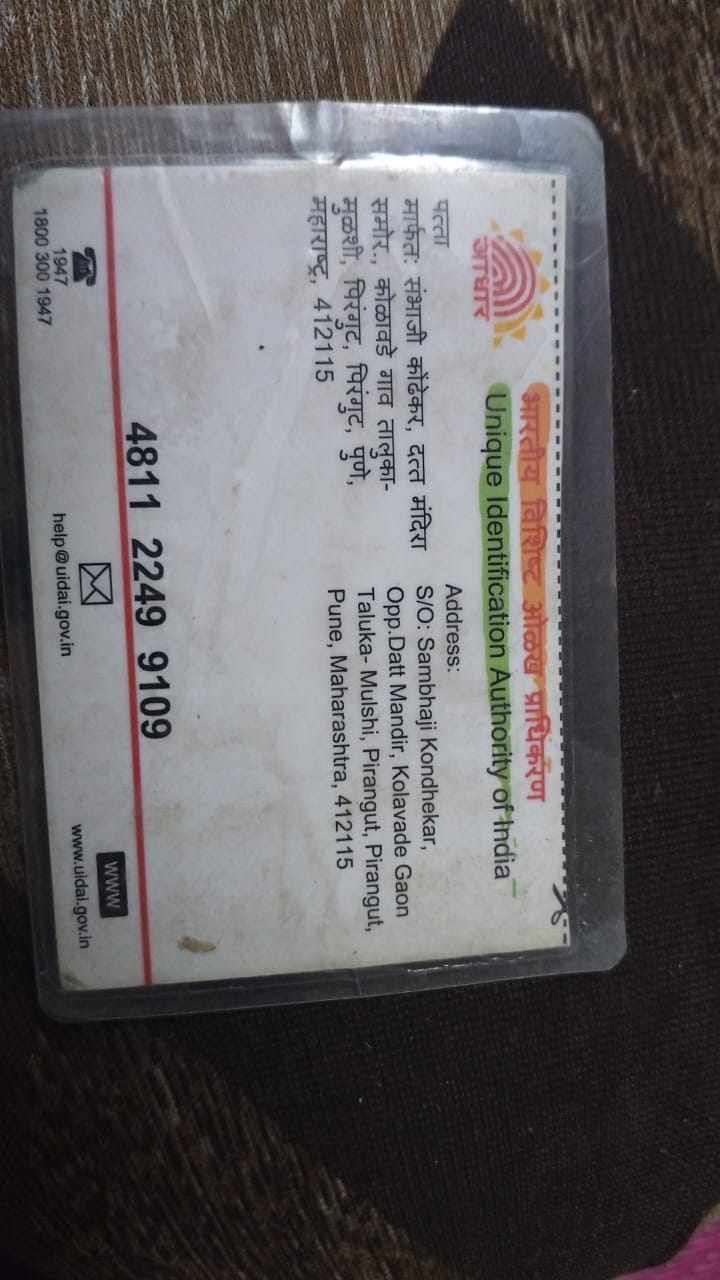 भारतीय विशिष्ट ओळख प्राधिकरण
Unique Identification Authority of India
आधार
पत्ता
मार्फत: संभाजी कोंढेकर, दत्त मंदिरा
समोर., कोळावडे गाव तालुका-
मुळशी, पिरंगुट, पिरंगुट, पुणे,
महाराष्ट्र, 412115
Address:
S/O: Sambhaji Kondhekar,
Opp.Datt Mandir, Kolavade Gaon
Taluka- Mulshi, Pirangut, Pirangut,
Pune, Maharashtra, 412115
4811 2249 9109
1947
1800 300 1947
help@uidai.gov.in
www
www.uidai.gov.in